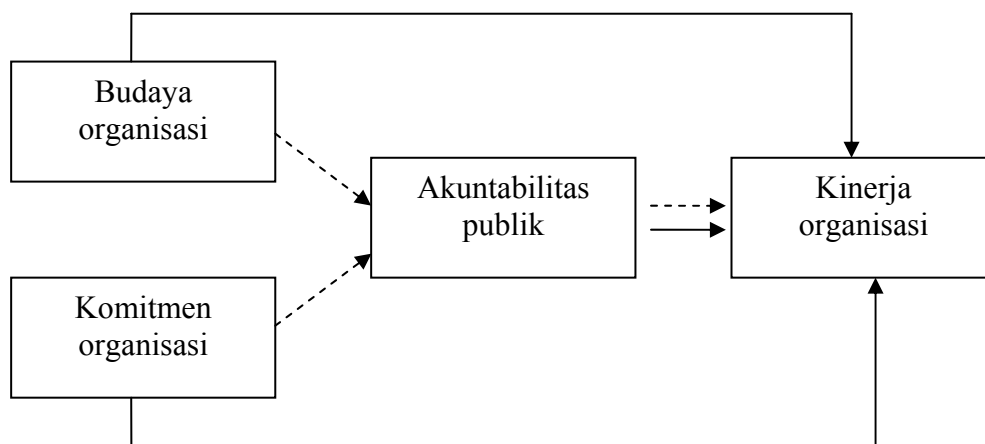 Budaya
organisasi
Akuntabilitas
publik
Kinerja
organisasi
Komitmen
organisasi